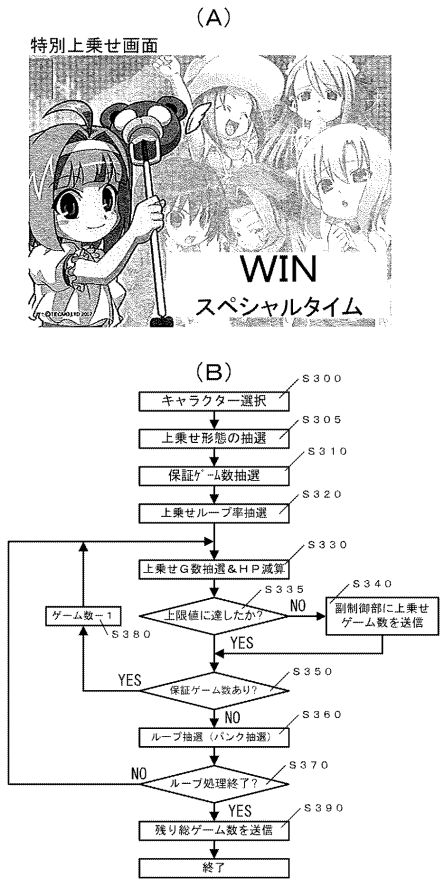 (A)
特別上乗せ画面
WIN
スペシャルタイム
©TECMO,LTD 2007
(B)
キャラクター選択
S300
上乗せ形態の抽選
S305
保証ｹﾞｰﾑ数抽選
S310
上乗せループ率抽選
S320
上乗せG数抽選&HP減算
S330
上限値に達したか?
S335
NO
YES
副制御部に上乗せ
ゲーム数を送信
S340
ゲーム数－1
S380
保証ゲーム数あり?
S350
YES
NO
ループ抽選(バンク抽選)
S360
ループ処理終了?
S370
NO
YES
残り総ゲーム数を送信
S390
終了